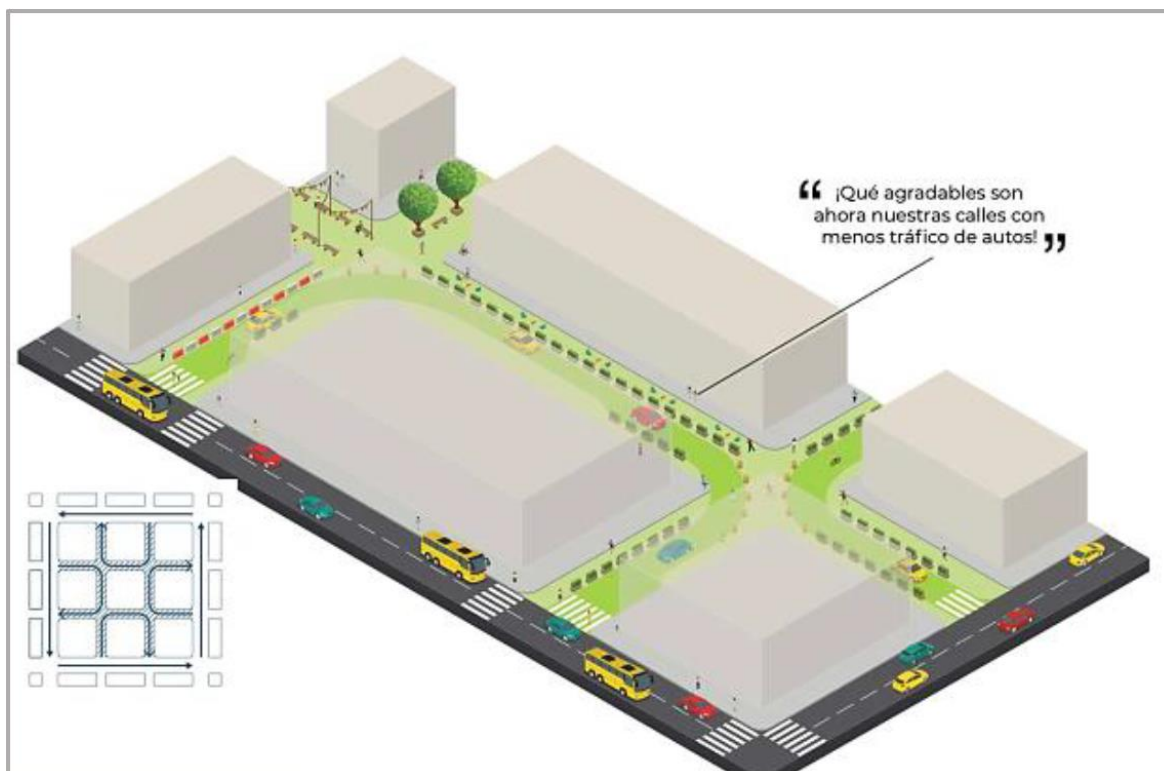 “ ¡Qué agradables son
ahora nuestras calles con
menos tráfico de autos! ”